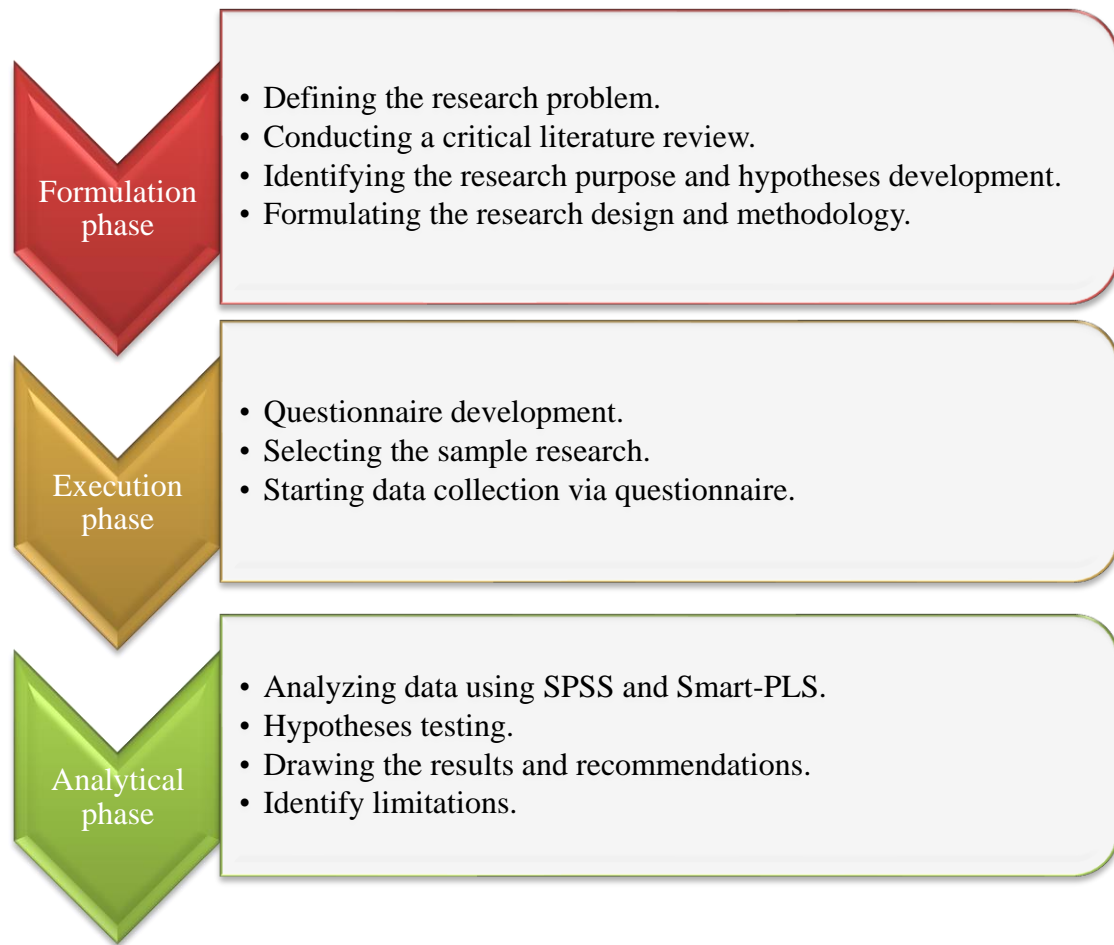 Formulation
phase
• Defining the research problem.
• Conducting a critical literature review.
• Identifying the research purpose and hypotheses development.
• Formulating the research design and methodology.
Execution
phase
• Questionnaire development.
• Selecting the sample research.
• Starting data collection via questionnaire.
Analytical
phase
• Analyzing data using SPSS and Smart-PLS.
• Hypotheses testing.
• Drawing the results and recommendations.
• Identify limitations.